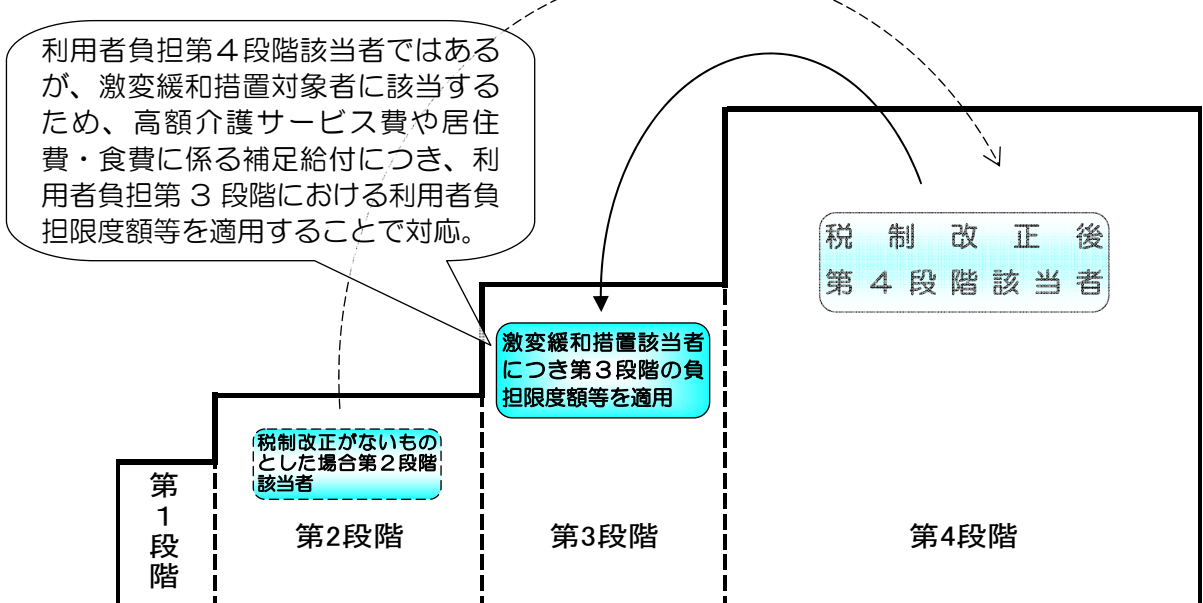 利用者負担第４段階該当者ではある
が、激変緩和措置対象者に該当する
ため、高額介護サービス費や居住
費・食費に係る補足給付につき、利
用者負担第 3 段階における利用者負
担限度額等を適用することで対応。
税制改正後
第４段階該当者
激変緩和措置該当者
につき第３段階の負
担限度額等を適用
税制改正がないもの
とした場合第２段階
該当者
第
１
段
階
第2段階
第3段階
第4段階